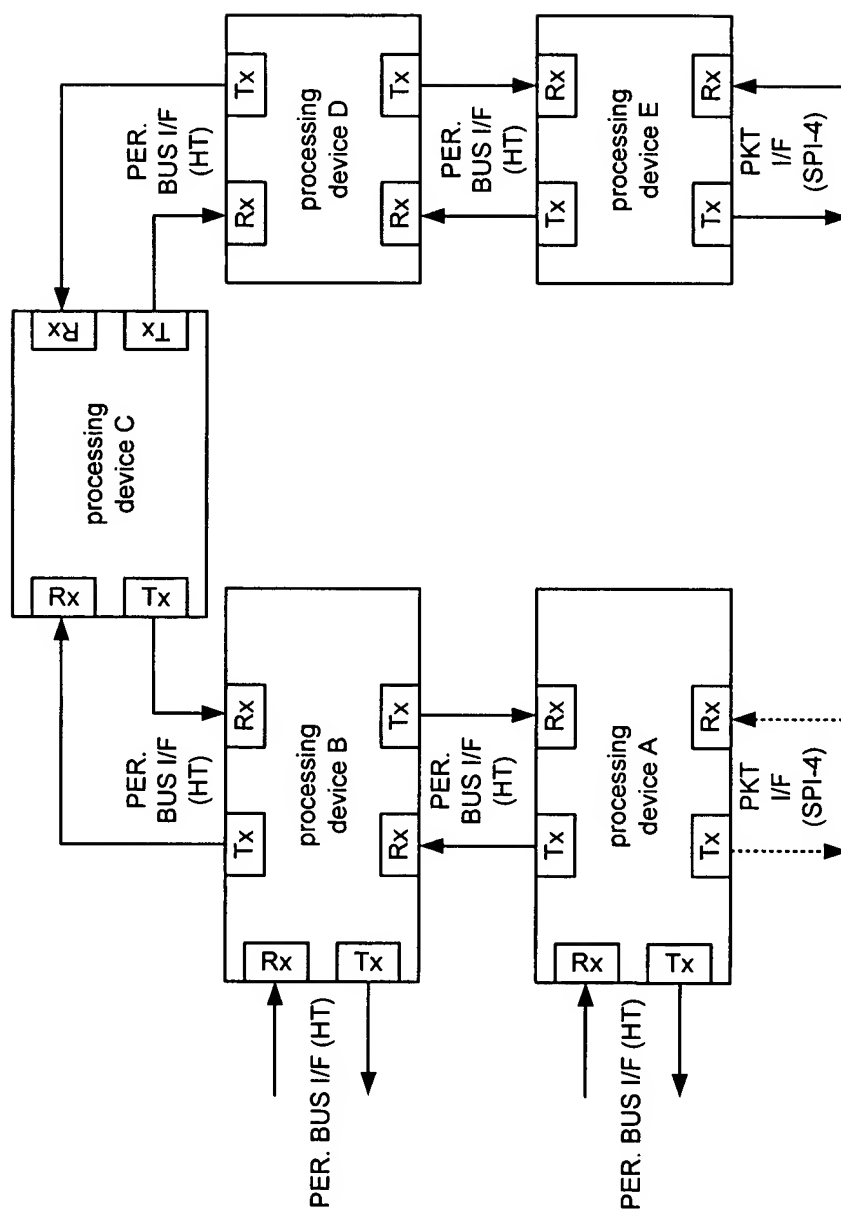 PER. BUS I/F (HT)
PER. BUS I/F (HT)
Rx
Tx
Rx
Tx
PKT
I/F
(SPI-4)
Tx
Rx
processing
device A
Tx
Rx
PER.
BUS I/F
(HT)
Rx
Tx
processing
device B
Tx
Rx
PER.
BUS I/F
(HT)
Rx
Tx
processing
device C
Rx
Tx
PKT
I/F
(SPI-4)
Tx
Rx
processing
device E
Tx
Rx
PER.
BUS I/F
(HT)
Rx
Tx
processing
device D
Rx
Tx
PER.
BUS I/F
(HT)